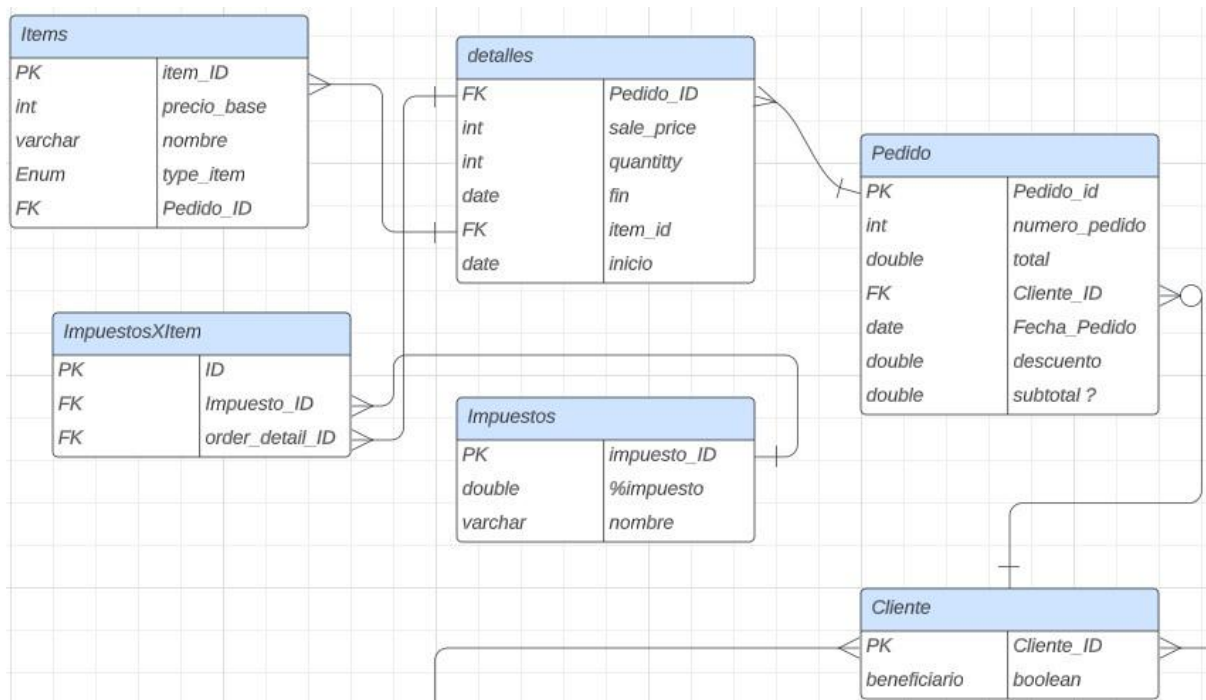 Items
PK item_ID
int precio_base
varchar nombre
Enum type_item
FK Pedido_ID
detalles
FK Pedido_ID
int sale_price
int quantitty
date fin
FK item_id
date inicio
Pedido
PK Pedido_id
int numero_pedido
double total
FK Cliente_ID
date Fecha_Pedido
double descuento
double subtotal ?
ImpuestosXItem
PK ID
FK Impuesto_ID
FK order_detail_ID
Impuestos
PK impuesto_ID
double %impuesto
varchar nombre
Cliente
PK Cliente_ID
beneficiario boolean